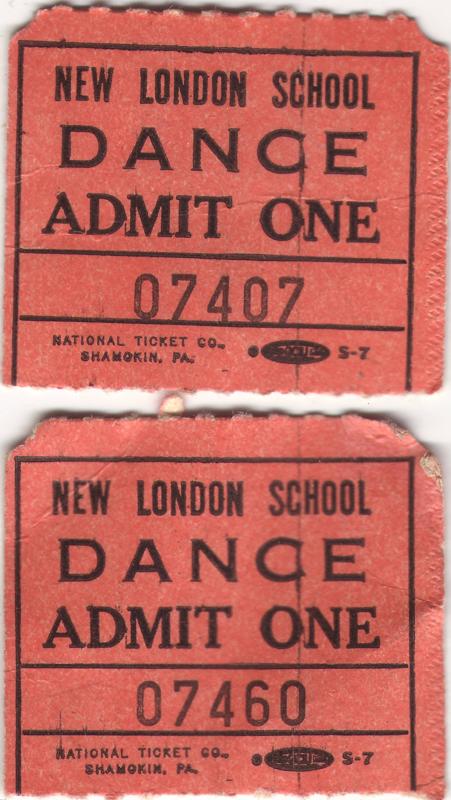 NEW LONDON SCHOOL
DANCE
ADMIT ONE
07407
NATIONAL TICKET CO. S-7
SHAMOKIN, PA.
NEW LONDON SCHOOL
DANCE
ADMIT ONE
07460
NATIONAL TICKET CO. S-7
SHAMOKIN, PA.